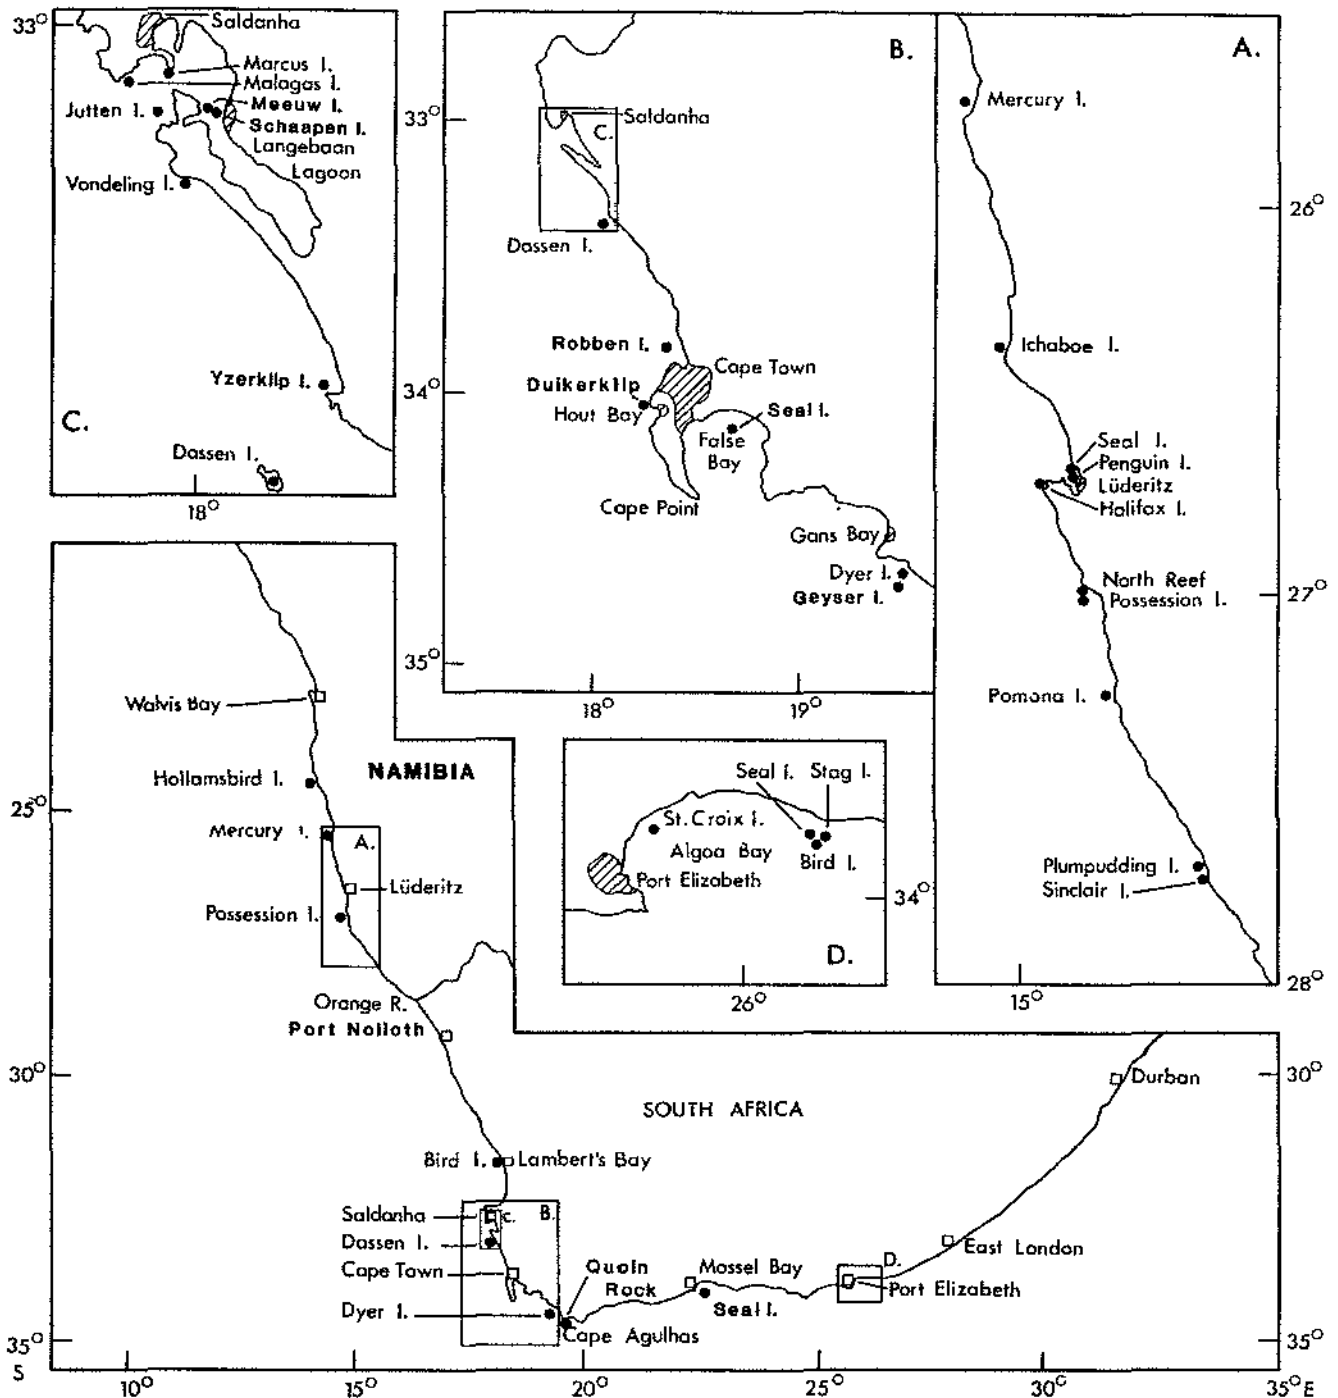 33°
Saldanha
Marcus I.
Malagas I.
Jutten I.
Meeuw I.
Schaapen I.
Langebaan
Lagoon
Vondeling I.
Yzerklip I.
C.
Dassen I.
18°
B.
33°
Saldanha
C.
Dassen I.
Robben I.
Cape Town
34°
Duikerklip
Hout Bay
Seal I.
False
Bay
Cape Point
Gans Bay
Dyer I.
Geyser I.
35°
18°
19°
A.
Mercury I.
26°
Ichaboe I.
Seal I.
Penguin I.
Lüderitz
Halifax I.
North Reef
Possession I.
27°
Pomona I.
Plumpudding I.
Sinclair I.
15°
28°
Walvis Bay
Hollamsbird I.
NAMIBIA
25°
Mercury I.
A.
Lüderitz
Possession I.
Orange R.
Port Nolloth
30°
SOUTH AFRICA
Durban
30°
Bird I.
Lambert's Bay
Saldanha
C.
B.
Dassen I.
Cape Town
Quoin
Rock
Dyer I.
Cape Agulhas
Mossel Bay
Seal I.
D.
East London
Port Elizabeth
35°
S
35°
10°
15°
20°
25°
30°
35° E
Seal I.
Stag I.
St. Croix I.
Algoa Bay
Bird I.
Port Elizabeth
34°
D.
26°